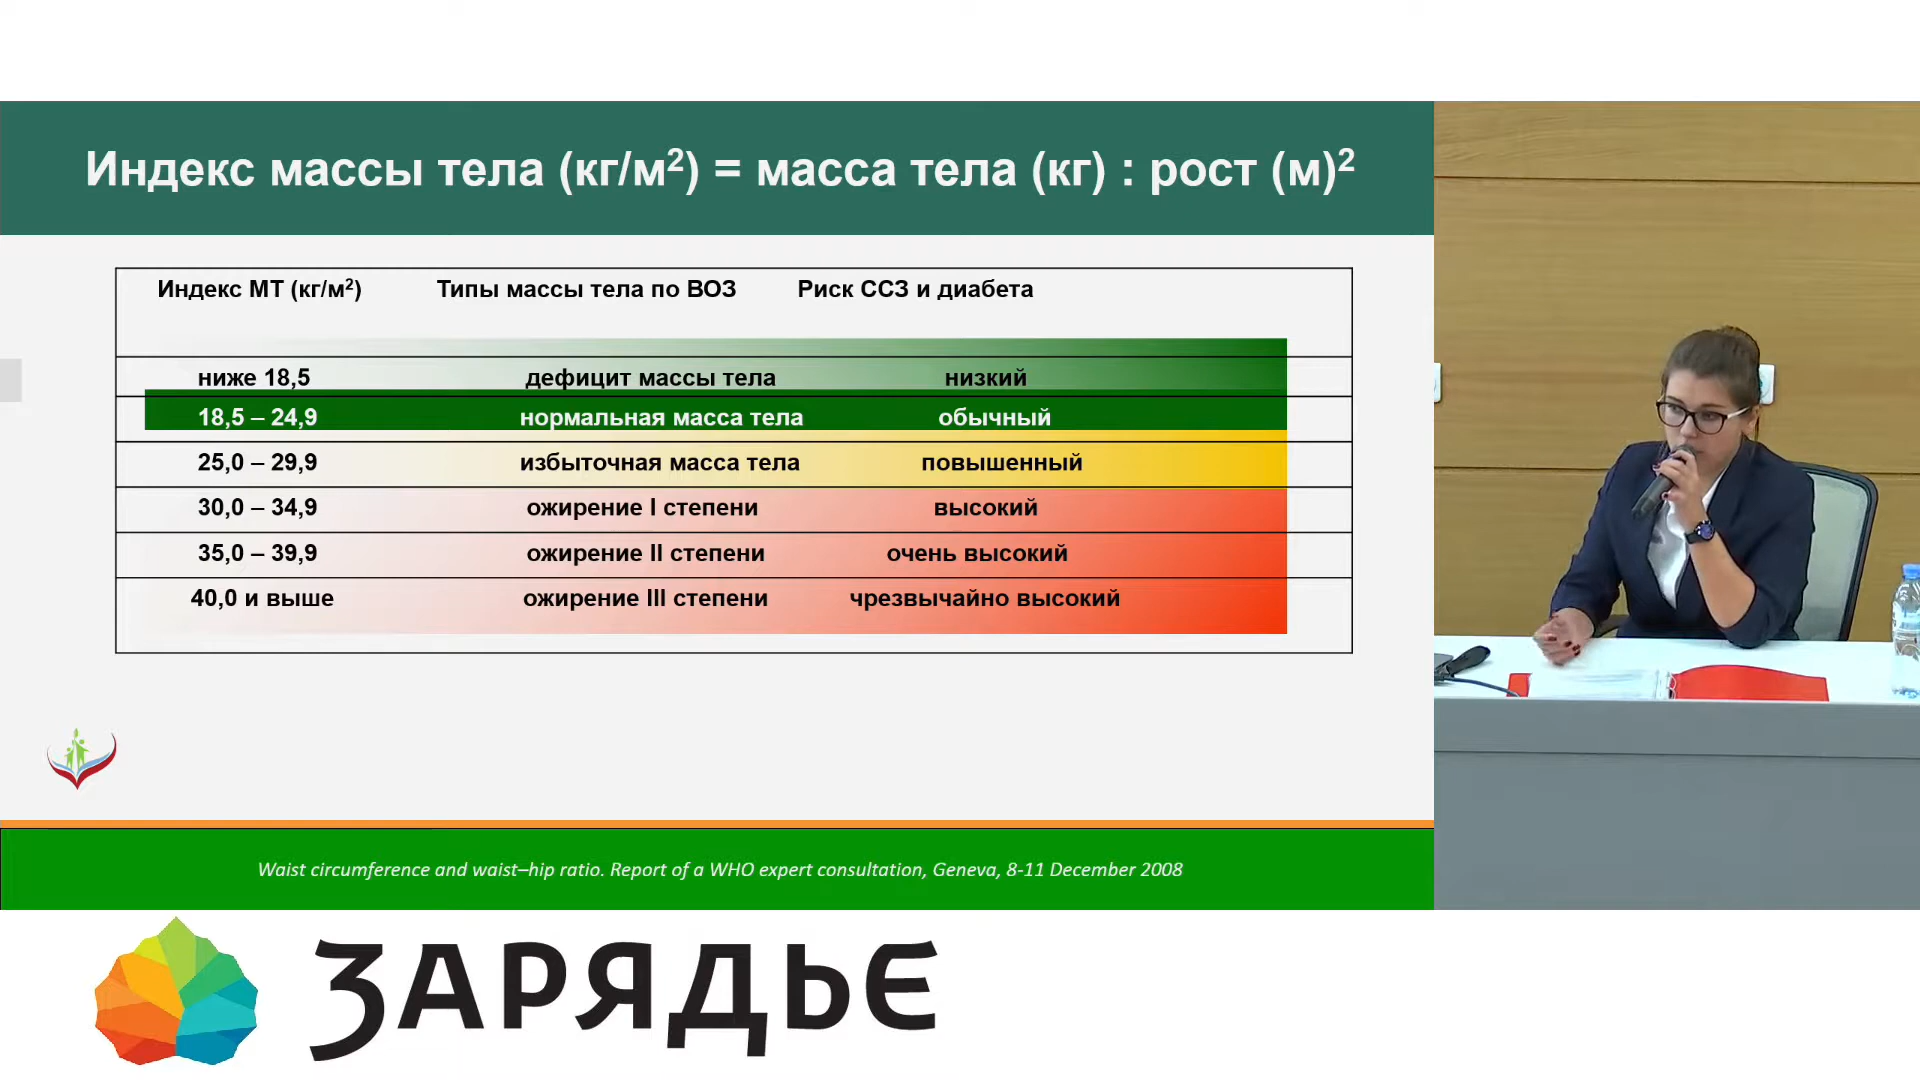 Индекс массы тела (кг/м²) = масса тела (кг) : рост (м)²
Индекс МТ (кг/м²) Типы массы тела по ВОЗ Риск ССЗ и диабета
ниже 18,5 дефицит массы тела низкий
18,5 – 24,9 нормальная масса тела обычный
25,0 – 29,9 избыточная масса тела повышенный
30,0 – 34,9 ожирение I степени высокий
35,0 – 39,9 ожирение II степени очень высокий
40,0 и выше ожирение III степени чрезвычайно высокий
Waist circumference and waist–hip ratio. Report of a WHO expert consultation, Geneva, 8-11 December 2008
ЗАРЯДЬЕ